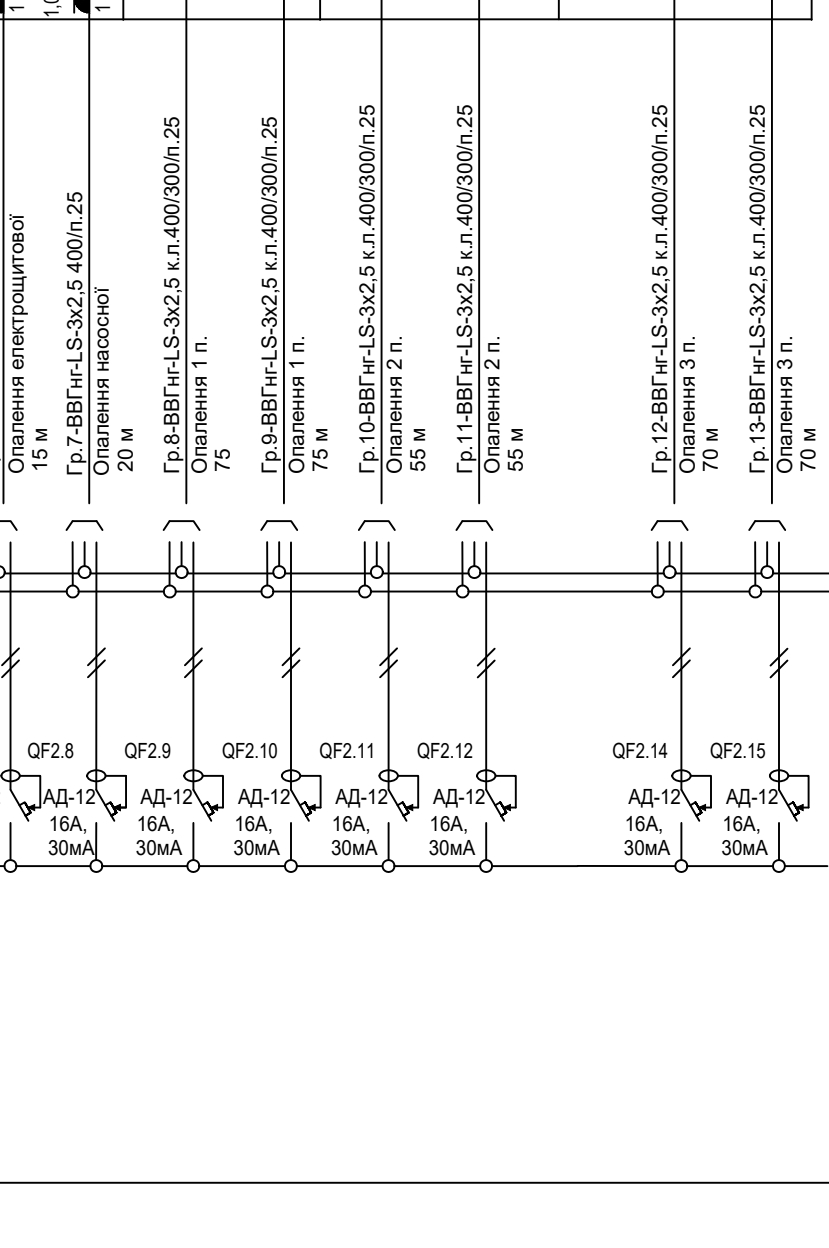 1
1,0
1
Опалення електрощитової
15 м
Гр.7-ВВГнг-LS-3х2,5 400/п.25
Опалення насосної
20 м
Гр.8-ВВГнг-LS-3х2,5 к.п.400/300/п.25
Опалення 1 п.
75
Гр.9-ВВГнг-LS-3х2,5 к.п.400/300/п.25
Опалення 1 п.
75 м
Гр.10-ВВГнг-LS-3х2,5 к.п.400/300/п.25
Опалення 2 п.
55 м
Гр.11-ВВГнг-LS-3х2,5 к.п.400/300/п.25
Опалення 2 п.
55 м
Гр.12-ВВГнг-LS-3х2,5 к.п.400/300/п.25
Опалення 3 п.
70 м
Гр.13-ВВГнг-LS-3х2,5 к.п.400/300/п.25
Опалення 3 п.
70 м
QF2.8
АД-12
16А,
30мА
QF2.9
АД-12
16А,
30мА
QF2.10
АД-12
16А,
30мА
QF2.11
АД-12
16А,
30мА
QF2.12
АД-12
16А,
30мА
QF2.14
АД-12
16А,
30мА
QF2.15
АД-12
16А,
30мА